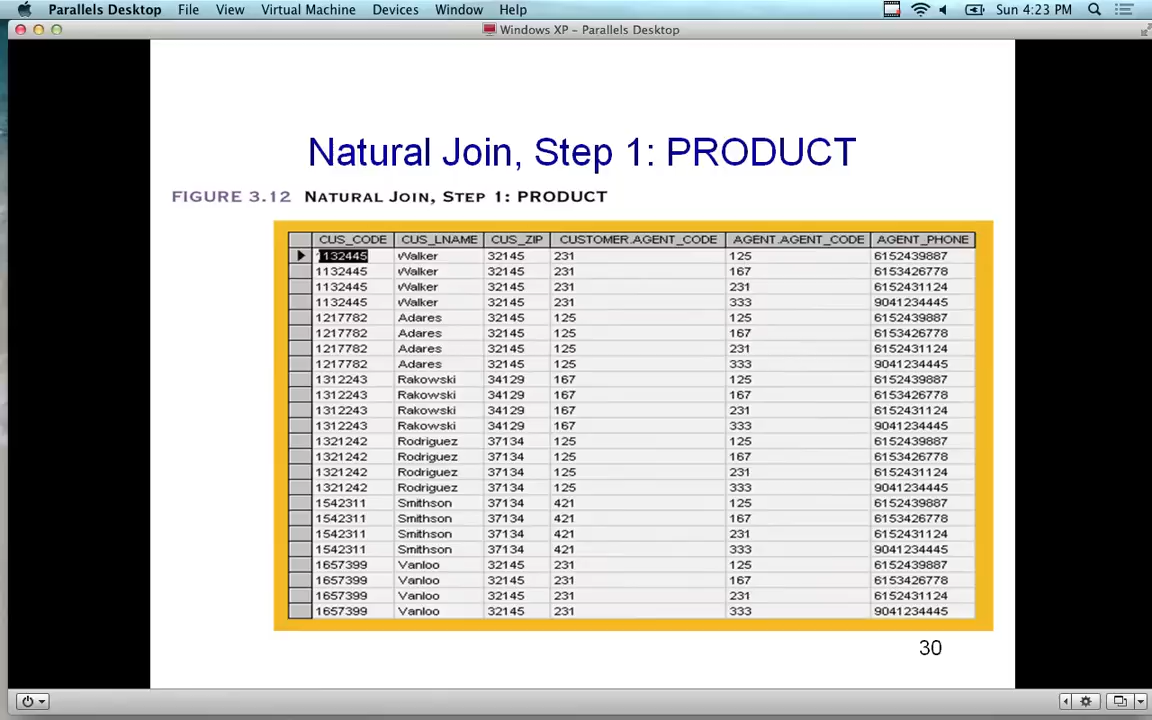 Parallels Desktop File View Virtual Machine Devices Window Help Sun 4:23 PM
Windows XP – Parallels Desktop
Natural Join, Step 1: PRODUCT
FIGURE 3.12 NATURAL JOIN, STEP 1: PRODUCT
CUS_CODE CUS_LNAME CUS_ZIP CUSTOMER.AGENT_CODE AGENT.AGENT_CODE AGENT_PHONE
1132445 Walker 32145 231 125 6152439887
1132445 Walker 32145 231 167 6153426778
1132445 Walker 32145 231 231 6152431124
1132445 Walker 32145 231 333 9041234445
1217782 Adares 32145 125 125 6152439887
1217782 Adares 32145 125 167 6153426778
1217782 Adares 32145 125 231 6152431124
1217782 Adares 32145 125 333 9041234445
1312243 Rakowski 34129 167 125 6152439887
1312243 Rakowski 34129 167 167 6153426778
1312243 Rakowski 34129 167 231 6152431124
1312243 Rakowski 34129 167 333 9041234445
1321242 Rodriguez 37134 125 125 6152439887
1321242 Rodriguez 37134 125 167 6153426778
1321242 Rodriguez 37134 125 231 6152431124
1321242 Rodriguez 37134 125 333 9041234445
1542311 Smithson 37134 421 125 6152439887
1542311 Smithson 37134 421 167 6153426778
1542311 Smithson 37134 421 231 6152431124
1542311 Smithson 37134 421 333 9041234445
1657399 Vanloo 32145 231 125 6152439887
1657399 Vanloo 32145 231 167 6153426778
1657399 Vanloo 32145 231 231 6152431124
1657399 Vanloo 32145 231 333 9041234445
30